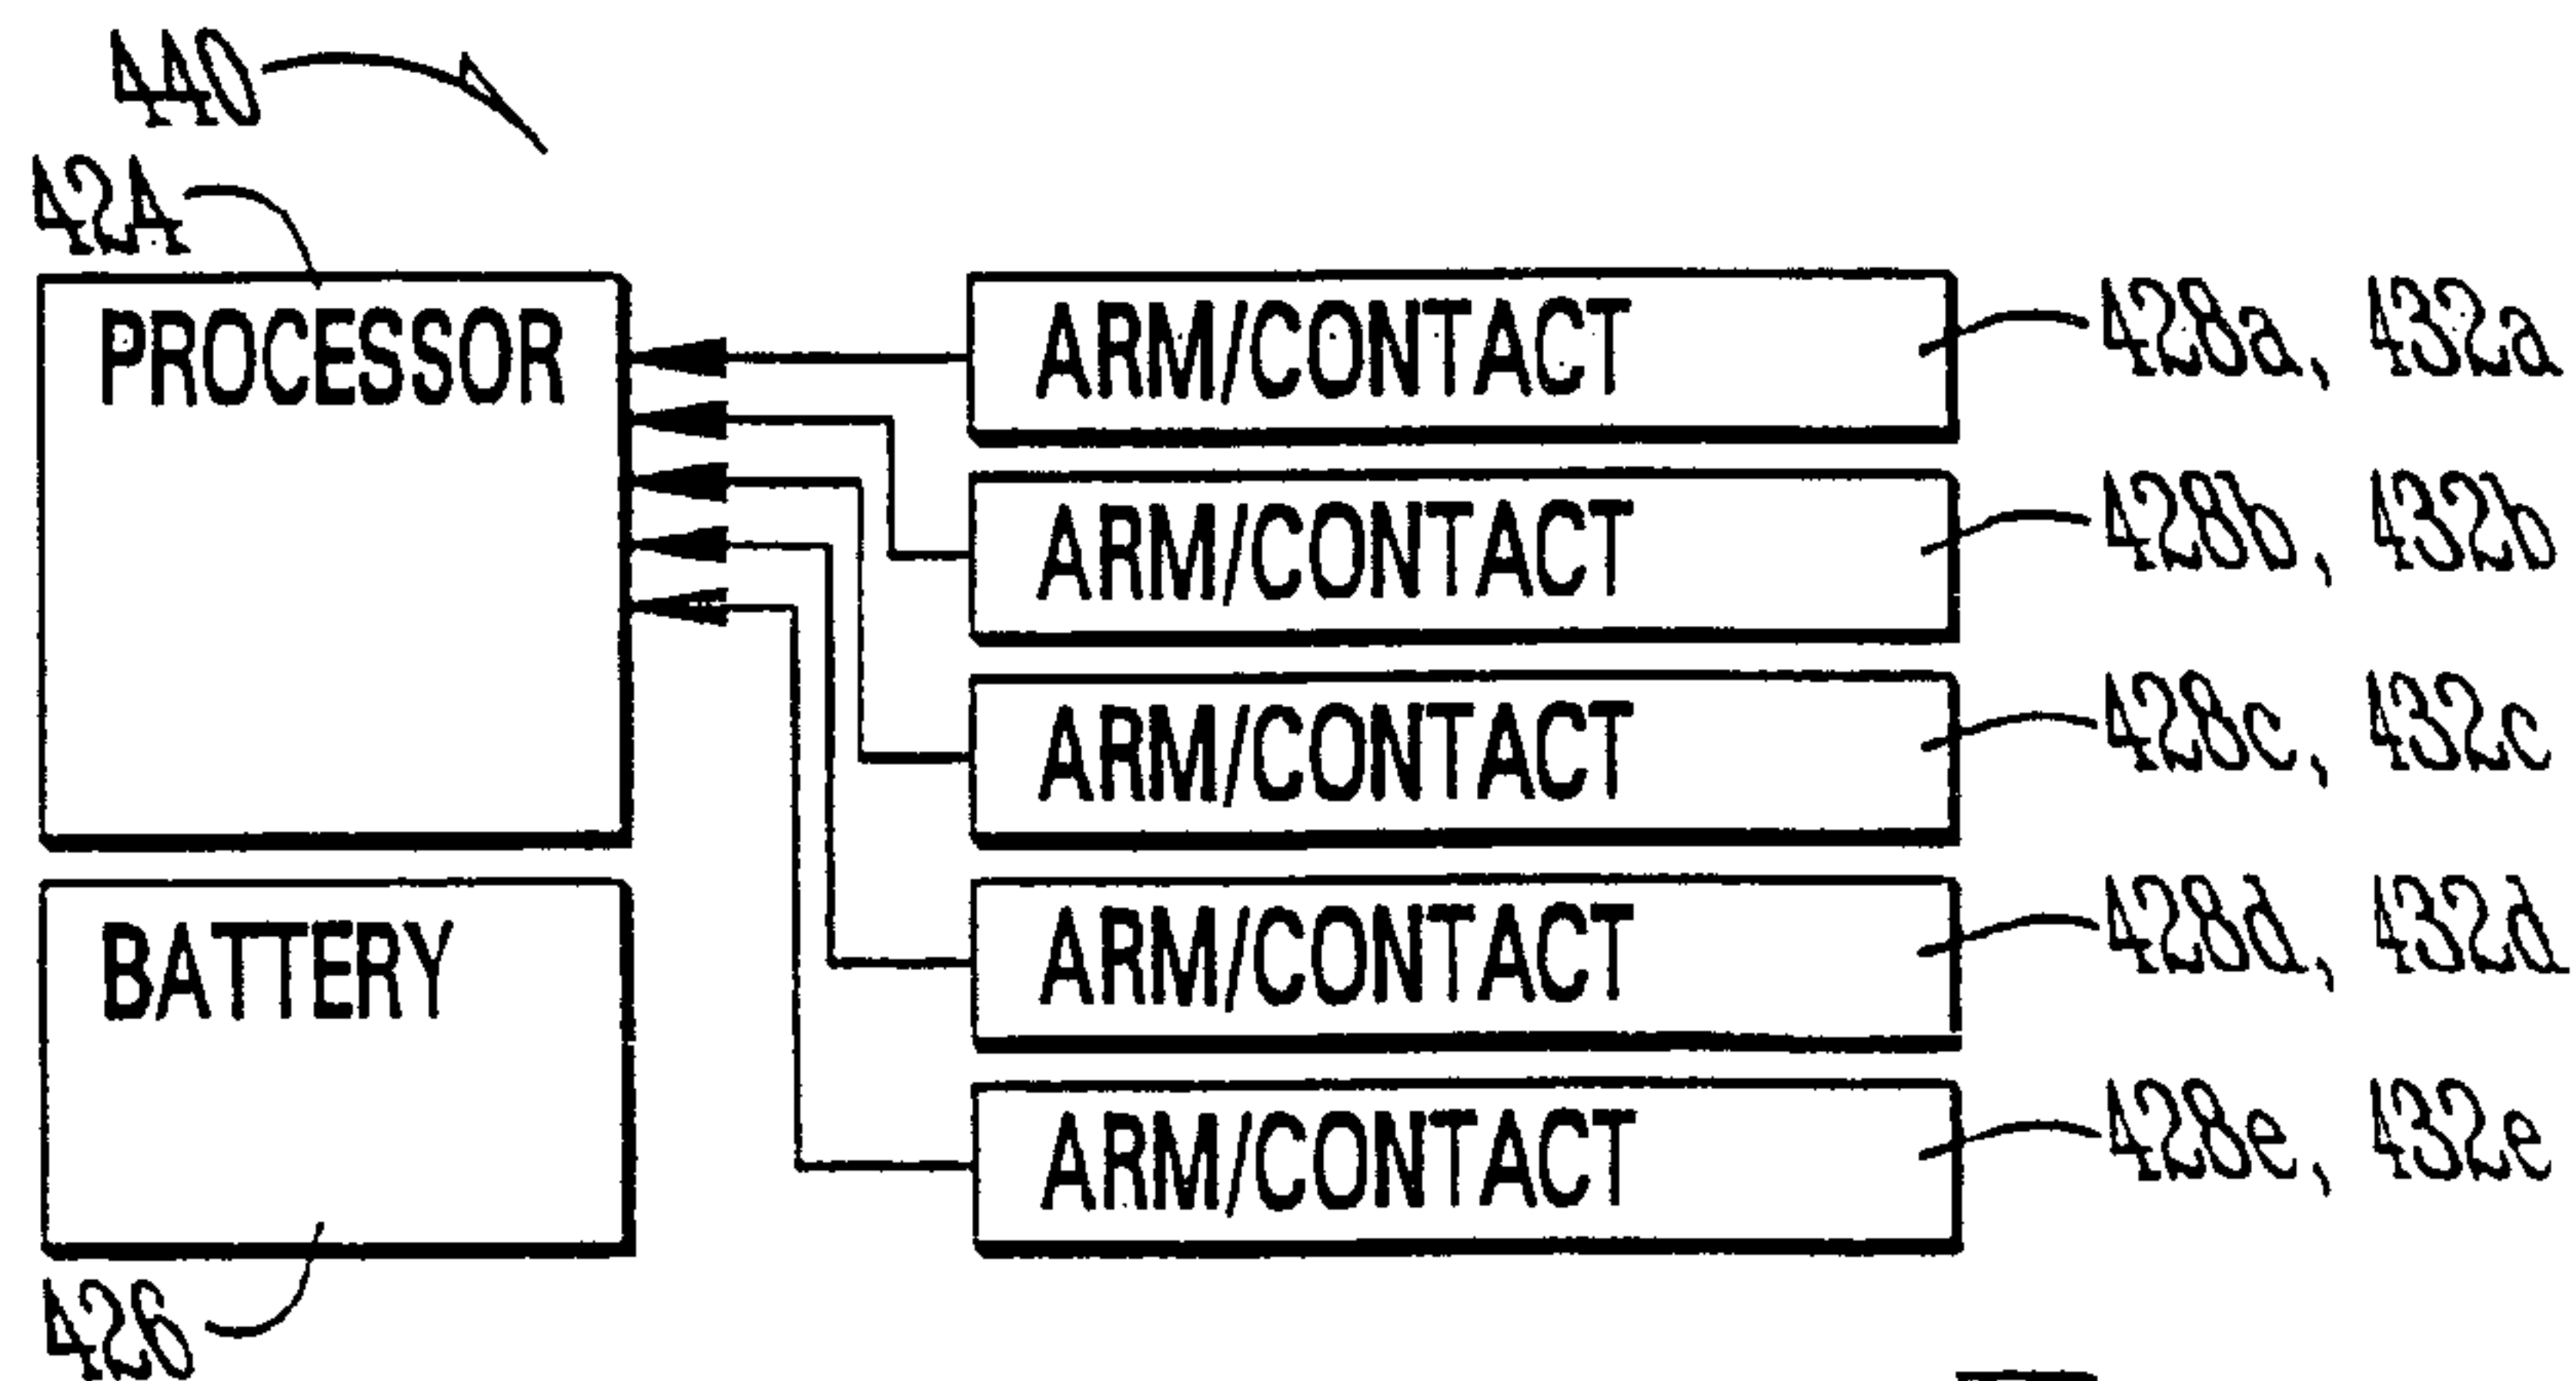 440
424
PROCESSOR
ARM/CONTACT
428a, 432a
ARM/CONTACT
428b, 432b
ARM/CONTACT
428c, 432c
BATTERY
ARM/CONTACT
428d, 432d
ARM/CONTACT
428e, 432e
426